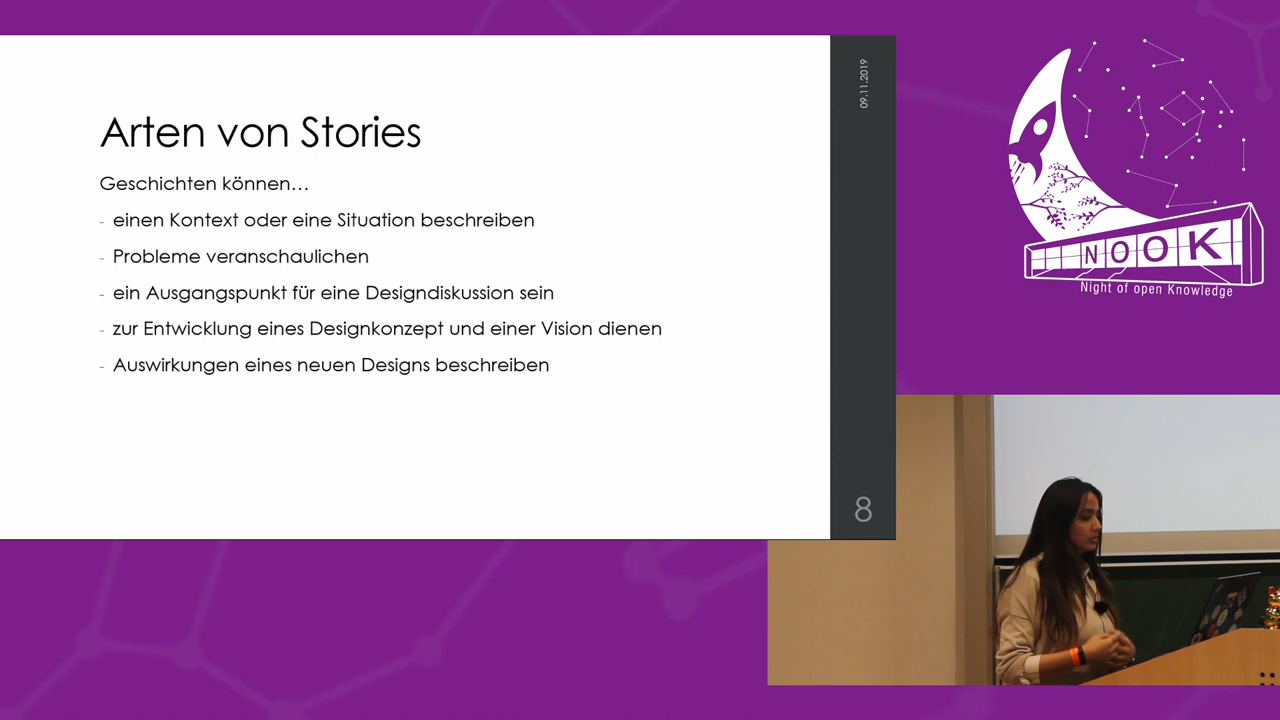 Arten von Stories
Geschichten können…
- einen Kontext oder eine Situation beschreiben
- Probleme veranschaulichen
- ein Ausgangspunkt für eine Designdiskussion sein
- zur Entwicklung eines Designkonzept und einer Vision dienen
- Auswirkungen eines neuen Designs beschreiben
09.11.2019
8
NOOK
Night of open Knowledge